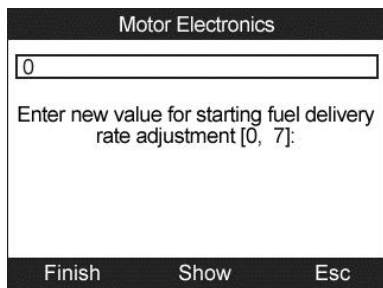 Motor Electronics
0
Enter new value for starting fuel delivery
rate adjustment [0, 7]:
Finish Show Esc